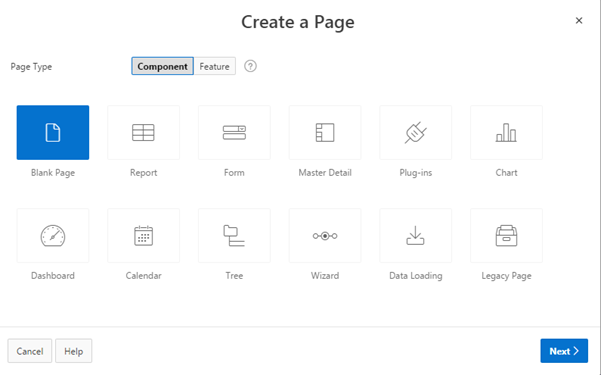 Create a Page
Page Type Component Feature
Blank Page Report Form Master Detail Plug-ins Chart
Dashboard Calendar Tree Wizard Data Loading Legacy Page
Cancel Help Next